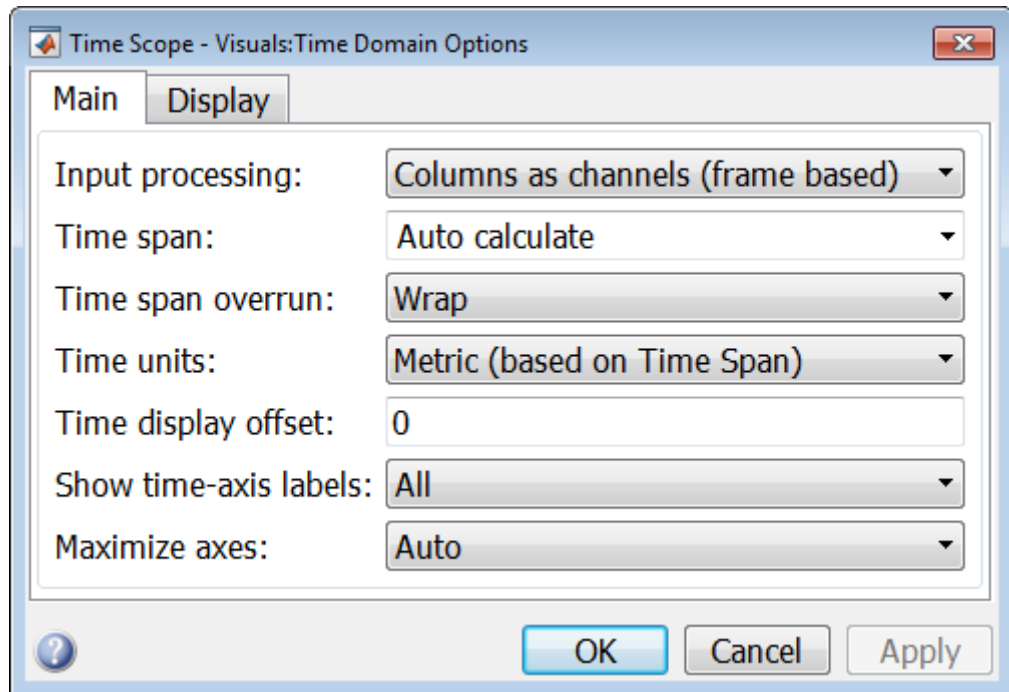 Time Scope - Visuals:Time Domain Options
Main Display
Input processing: Columns as channels (frame based)
Time span: Auto calculate
Time span overrun: Wrap
Time units: Metric (based on Time Span)
Time display offset: 0
Show time-axis labels: All
Maximize axes: Auto
? OK Cancel Apply